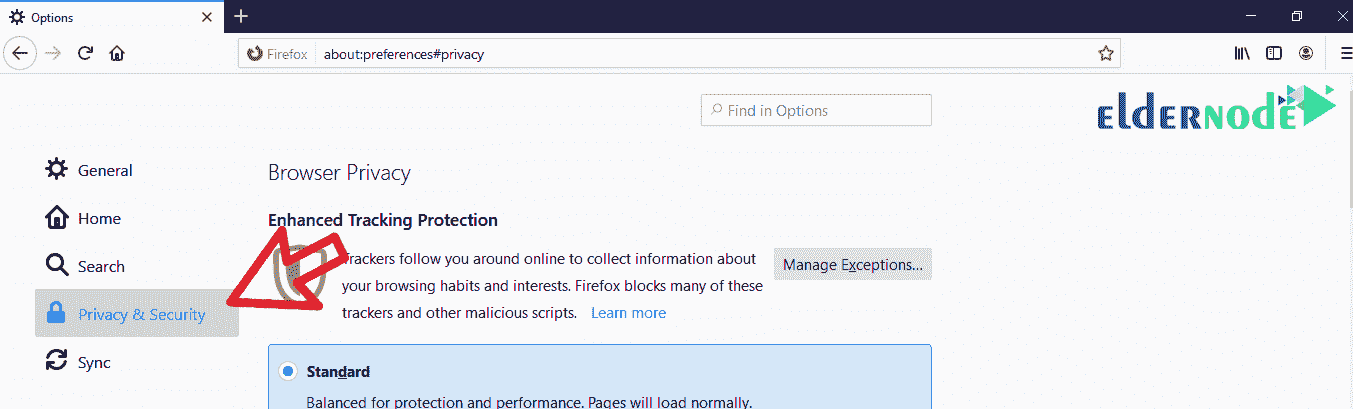 Options
Firefox about:preferences#privacy
Find in Options
ELDERNODE
General
Home
Search
Privacy & Security
Sync
Browser Privacy
Enhanced Tracking Protection
Trackers follow you around online to collect information about
your browsing habits and interests. Firefox blocks many of these
trackers and other malicious scripts. Learn more
Manage Exceptions...
Standard
Balanced for protection and performance. Pages will load normally.